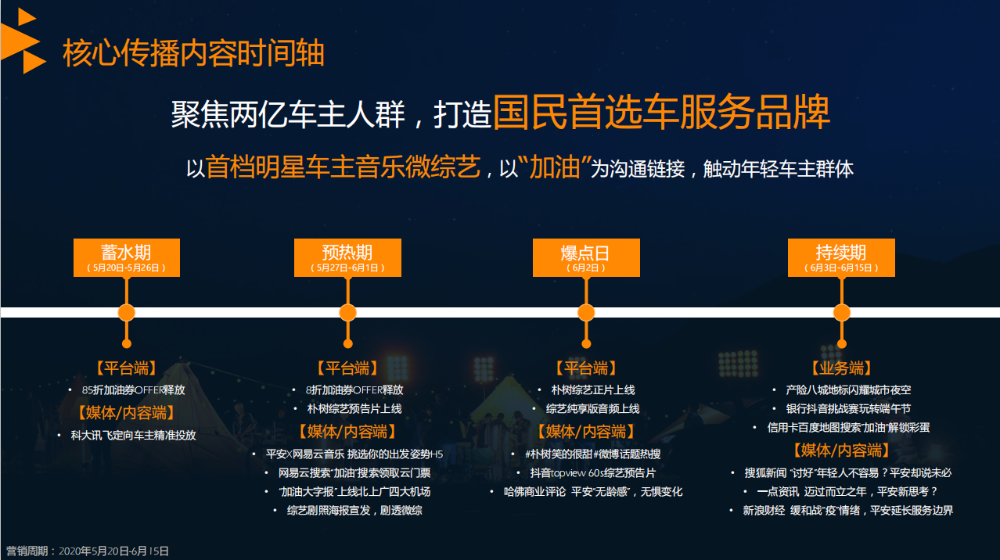 核心传播内容时间轴
聚焦两亿车主人群，打造国民首选车服务品牌
以首档明星车主音乐微综艺，以“加油”为沟通链接，触动年轻车主群体
蓄水期
（5月20日-5月26日）
【平台端】
• 85折加油券OFFER释放
【媒体/内容端】
• 科大讯飞定向车主精准投放
预热期
（5月27日-6月1日）
【平台端】
• 8折加油券OFFER释放
• 朴树综艺预告片上线
【媒体/内容端】
• 平安X网易云音乐 挑选你的出发姿势H5
• 网易云搜索“加油”搜索领取云门票
• “加油大字报”上线北上广四大机场
• 综艺剧照海报宣发，剧透微综
爆点日
（6月2日）
【平台端】
• 朴树综艺正片上线
• 综艺纯享版音频上线
【媒体/内容端】
• #朴树笑的很甜#微博话题热搜
• 抖音topview 60s综艺预告片
• 哈佛商业评论 平安“无龄感”，无惧变化
持续期
（6月3日-6月15日）
【业务端】
• 产险八城地标闪耀城市夜空
• 银行抖音挑战赛玩转端午节
• 信用卡百度地图搜索“加油”解锁彩蛋
【媒体/内容端】
• 搜狐新闻 “讨好”年轻人不容易？平安却说未必
• 一点资讯 迈过而立之年，平安新思考？
• 新浪财经 缓和战“疫”情绪，平安延长服务边界
营销周期：2020年5月20日-6月15日